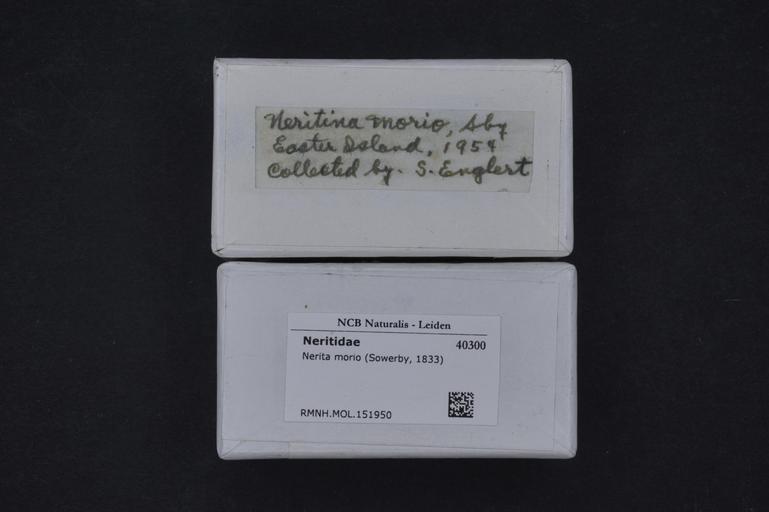 Neritina morio, Sby
Easter Island, 1954
Collected by. S. Englert
NCB Naturalis - Leiden
Neritidae 40300
Nerita morio (Sowerby, 1833)
RMNH.MOL.151950